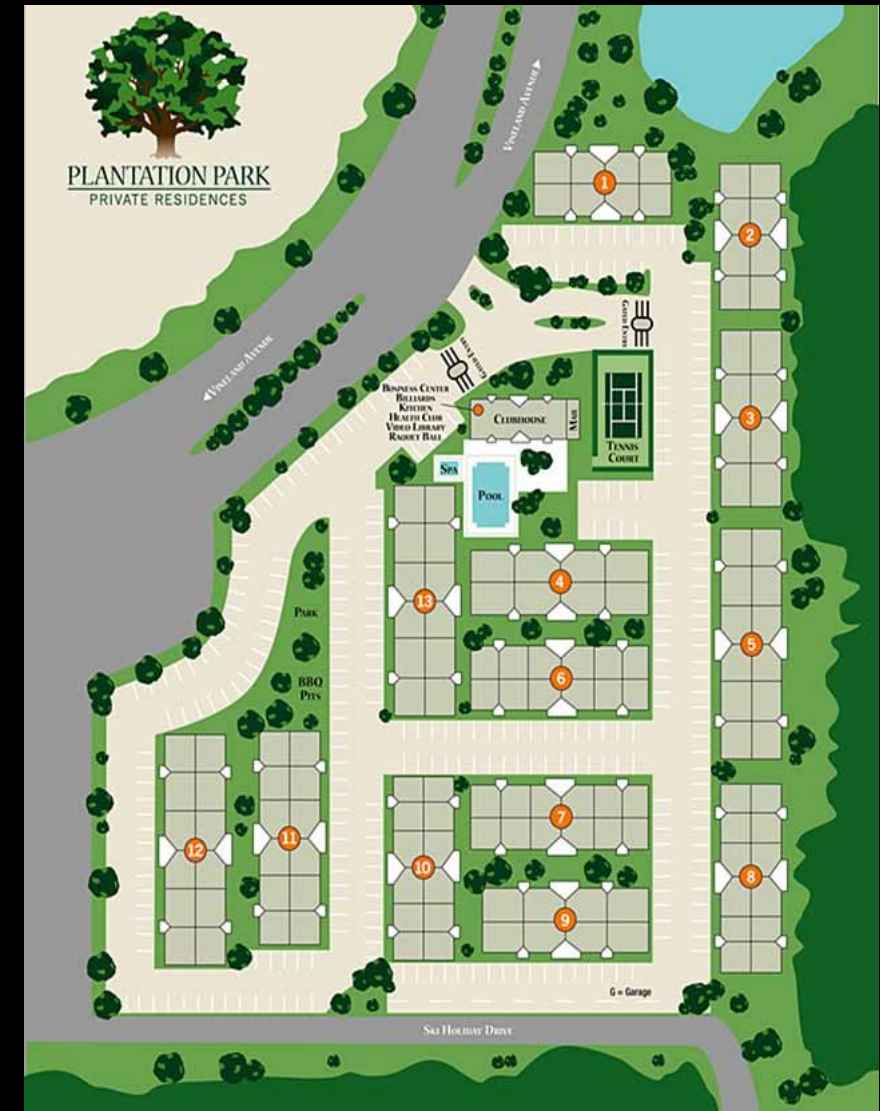 PLANTATION PARK
PRIVATE RESIDENCES
VINELAND AVENUE
1
2
GATED ENTRY
VINELAND AVENUE
GATED ENTRY
BUSINESS CENTER
BILLIARDS
KITCHEN
HEALTH CLUB
VIDEO LIBRARY
RAQUET BALL
CLUBHOUSE
MAIL
TENNIS
COURT
3
SPA
POOL
4
13
PARK
5
6
BBQ
PITS
7
12
11
10
8
9
G = Garage
SKI HOLIDAY DRIVE